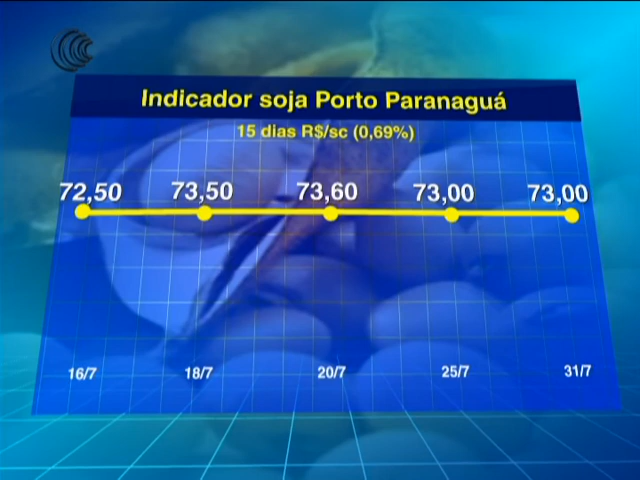 Indicador soja Porto Paranaguá
15 dias R$/sc (0,69%)
72,50 73,50 73,60 73,00 73,00
16/7 18/7 20/7 25/7 31/7